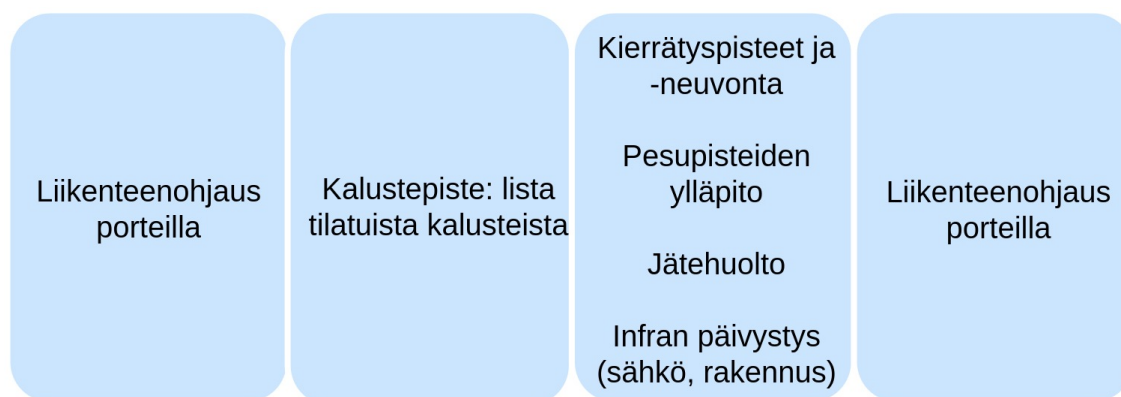 Liikenteenohjaus
porteilla
Kalustepiste: lista
tilatuista kalusteista
Kierrätyspisteet ja
-neuvonta
Pesupisteiden
ylläpito
Jätehuolto
Infran päivystys
(sähkö, rakennus)
Liikenteenohjaus
porteilla